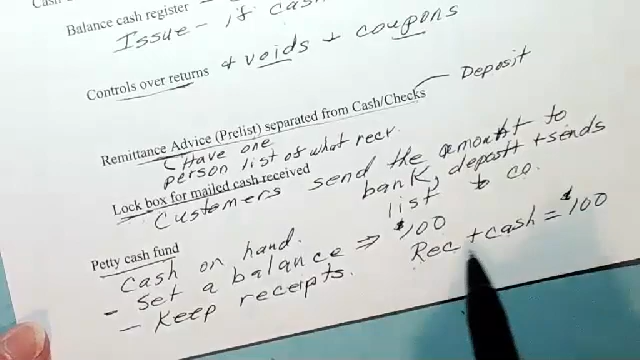 Cash
Balance cash register
Issue - if cash
Controls over returns + voids + coupons
Remittance Advice (Prelist) separated from Cash/Checks
Deposit
(Have one
person list of what recv.
Lock box for mailed cash received
Customers send the amount to
bank, deposit + sends
list to co.
Petty cash fund
Cash on hand.
- Set a balance ⇒ $100
- Keep receipts.
Rec + cash = $100